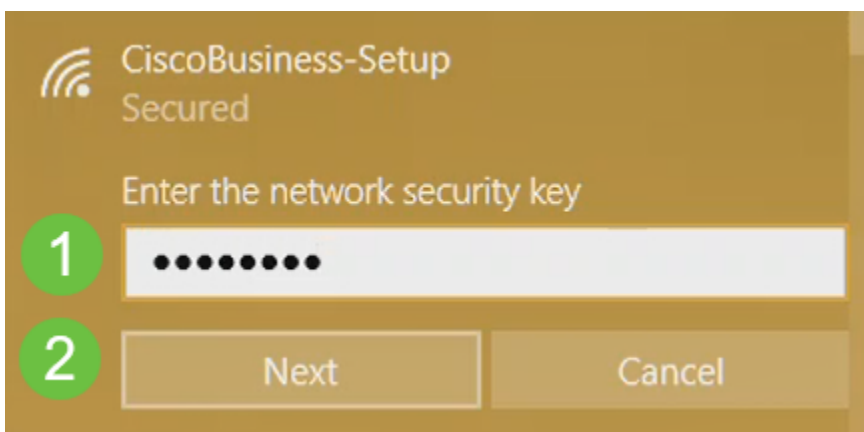 CiscoBusiness-Setup
Secured
Enter the network security key
1
••••••••
2
Next
Cancel